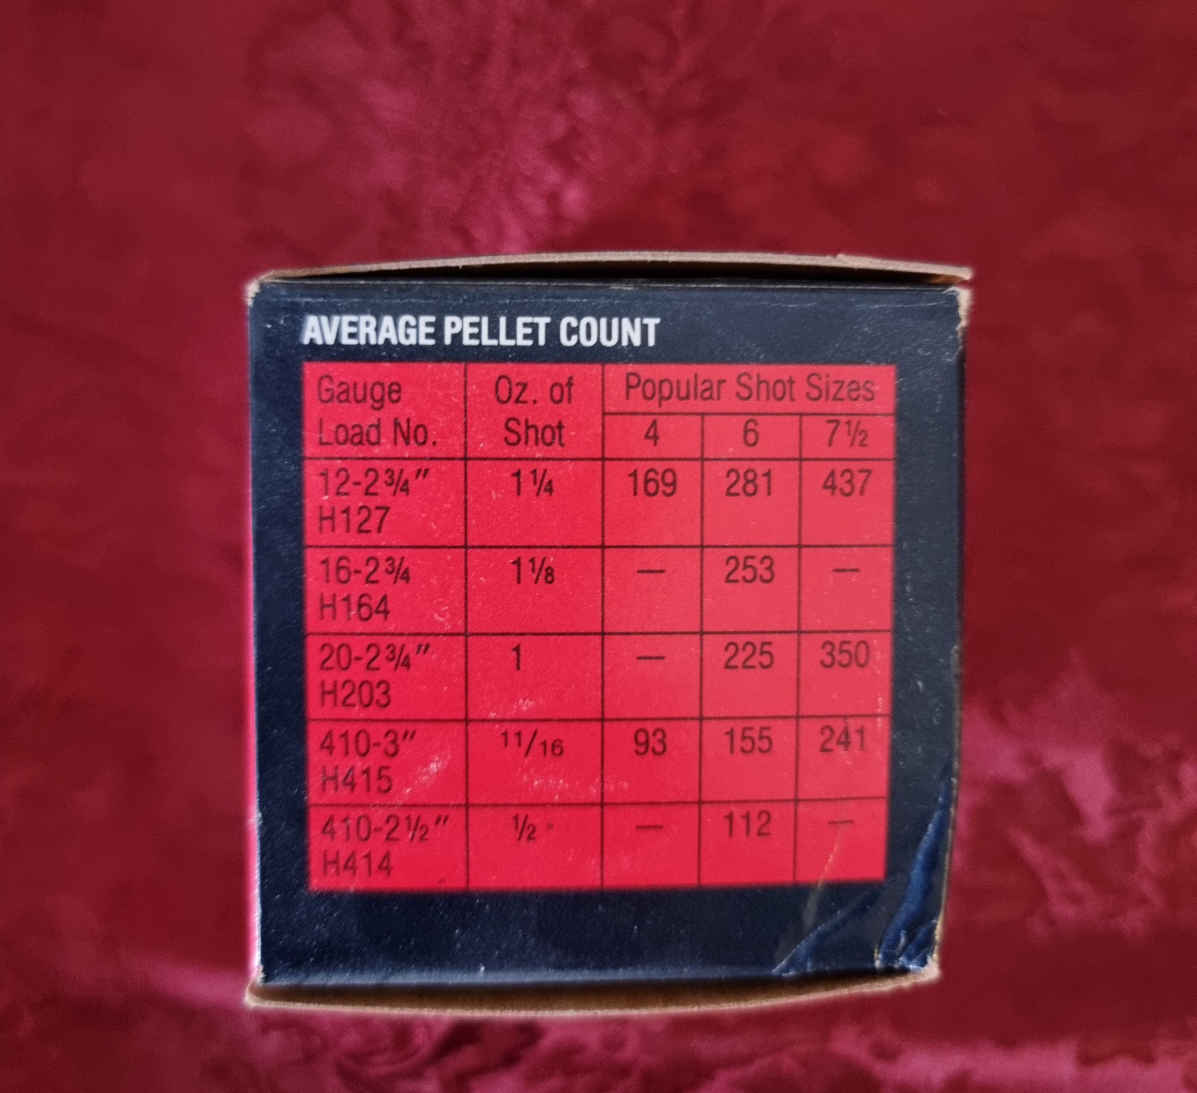 AVERAGE PELLET COUNT
Gauge Oz. of Popular Shot Sizes
Load No. Shot 4 6 7½
12-2¾" 1¼ 169 281 437
H127
16-2¾ 1⅛ — 253 —
H164
20-2¾" 1 — 225 350
H203
410-3" 11/16 93 155 241
H415
410-2½" ½ — 112 —
H414